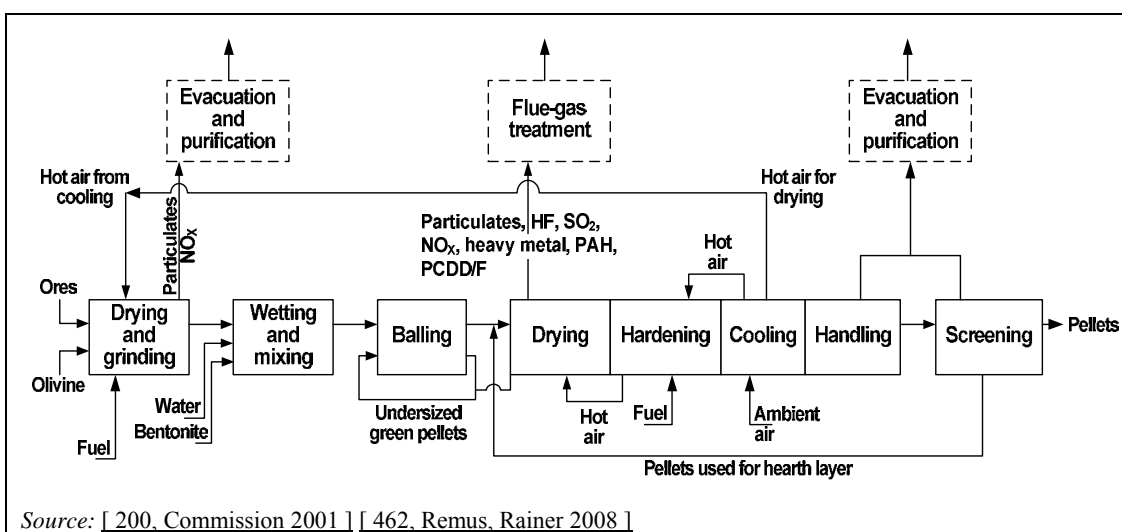 Evacuation
and
purification
Flue-gas
treatment
Evacuation
and
purification
Hot air from
cooling
Particulates
NOX
Particulates, HF, SO2,
NOX, heavy metal, PAH,
PCDD/F
Hot air for
drying
Hot
air
Ores
Olivine
Fuel
Drying
and
grinding
Wetting
and
mixing
Water
Bentonite
Balling
Undersized
green pellets
Drying
Hardening
Cooling
Handling
Screening
Pellets
Hot
air
Fuel
Ambient
air
Pellets used for hearth layer
Source: [ 200, Commission 2001 ] [ 462, Remus, Rainer 2008 ]